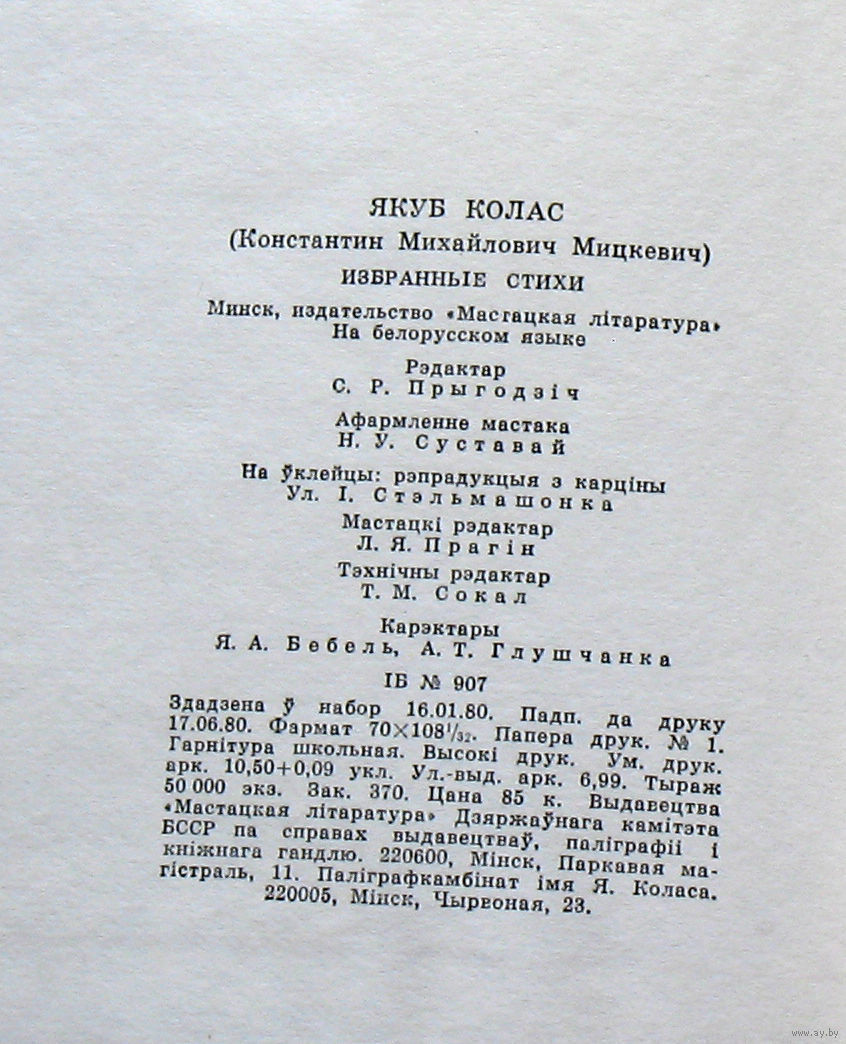 ЯКУБ КОЛАС
(Константин Михайлович Мицкевич)
ИЗБРАННЫЕ СТИХИ
Минск, издательство «Мастацкая літаратура»
На белорусском языке
Рэдактар
С. Р. Прыгодзіч
Афармленне мастака
Н. У. Суставай
На ўклейцы: рэпрадукцыя з карціны
Ул. І. Стэльмашонка
Мастацкі рэдактар
Л. Я. Прагін
Тэхнічны рэдактар
Т. М. Сокал
Карэктары
Я. А. Бебель, А. Т. Глушчанка
ІБ № 907
Здадзена ў набор 16.01.80. Падп. да друку
17.06.80. Фармат 70×108¹/₃₂. Папера друк. № 1.
Гарнітура школьная. Высокі друк. Ум. друк.
арк. 10,50+0,09 укл. Ул.-выд. арк. 6,99. Тыраж
50 000 экз. Зак. 370. Цана 85 к. Выдавецтва
«Мастацкая літаратура» Дзяржаўнага камітэта
БССР па справах выдавецтваў, паліграфіі і
кніжнага гандлю. 220600, Мінск, Паркавая ма-
гістраль, 11. Паліграфкамбінат імя Я. Коласа.
220005, Мінск, Чырвоная, 23.
www.ay.by